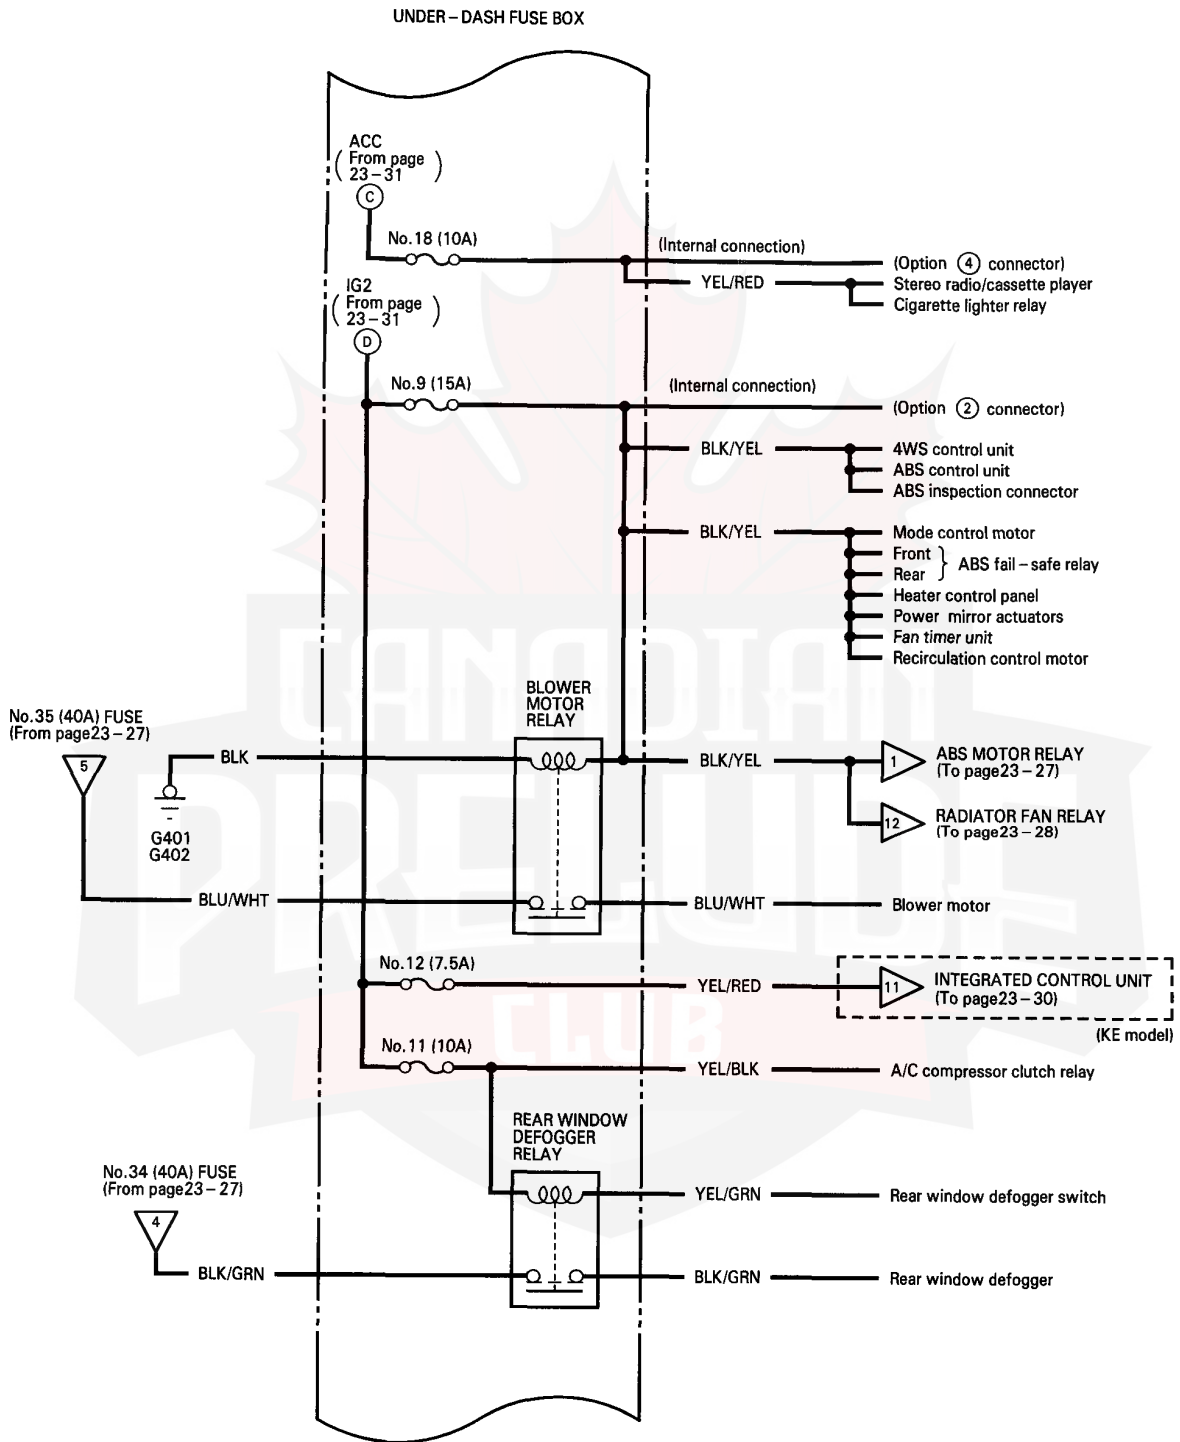 UNDER–DASH FUSE BOX
ACC
(From page
23–31)
C
No.18 (10A)
(Internal connection)
(Option ④ connector)
YEL/RED
Stereo radio/cassette player
Cigarette lighter relay
IG2
(From page
23–31)
D
No.9 (15A)
(Internal connection)
(Option ② connector)
BLK/YEL
4WS control unit
ABS control unit
ABS inspection connector
BLK/YEL
Mode control motor
Front
Rear
} ABS fail–safe relay
Heater control panel
Power mirror actuators
Fan timer unit
Recirculation control motor
CANADIAN
PRELUDE
CLUB
BLOWER
MOTOR
RELAY
No.35 (40A) FUSE
(From page23–27)
5
BLK
G401
G402
BLK/YEL
1
ABS MOTOR RELAY
(To page23–27)
12
RADIATOR FAN RELAY
(To page23–28)
BLU/WHT
BLU/WHT
Blower motor
No.12 (7.5A)
YEL/RED
11
INTEGRATED CONTROL UNIT
(To page23–30)
(KE model)
No.11 (10A)
YEL/BLK
A/C compressor clutch relay
REAR WINDOW
DEFOGGER
RELAY
No.34 (40A) FUSE
(From page23–27)
4
YEL/GRN
Rear window defogger switch
BLK/GRN
BLK/GRN
Rear window defogger